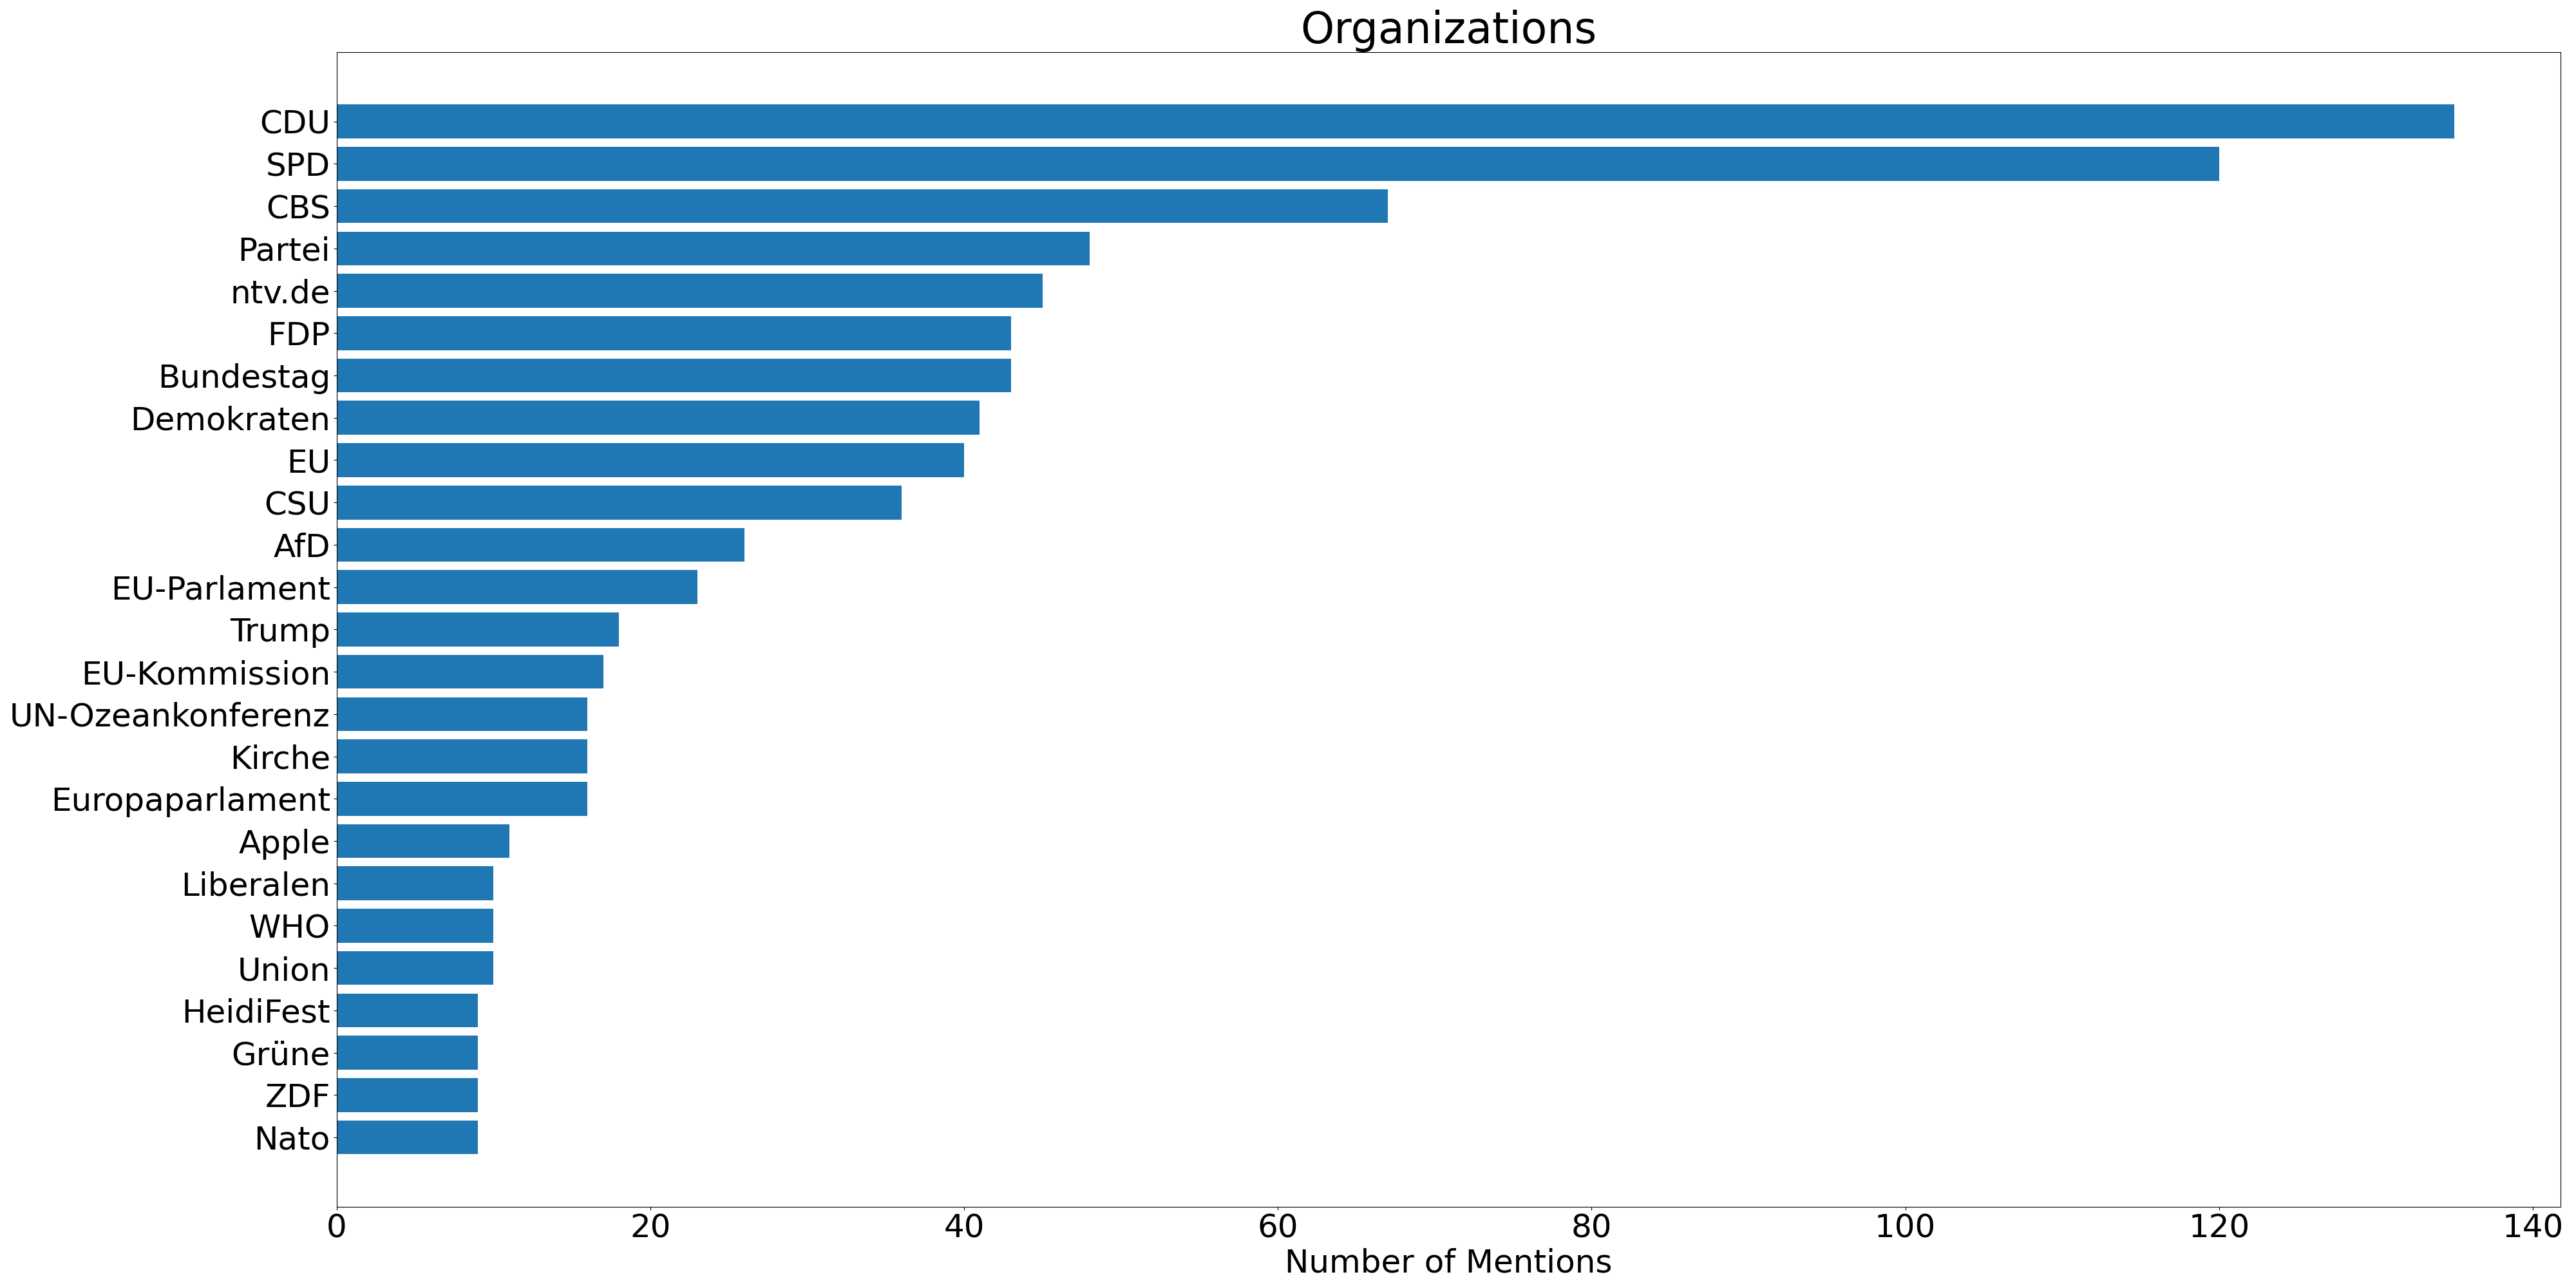 Organizations
CDU
SPD
CBS
Partei
ntv.de
FDP
Bundestag
Demokraten
EU
CSU
AfD
EU-Parlament
Trump
EU-Kommission
UN-Ozeankonferenz
Kirche
Europaparlament
Apple
Liberalen
WHO
Union
HeidiFest
Grüne
ZDF
Nato
0 20 40 60 80 100 120 140
Number of Mentions